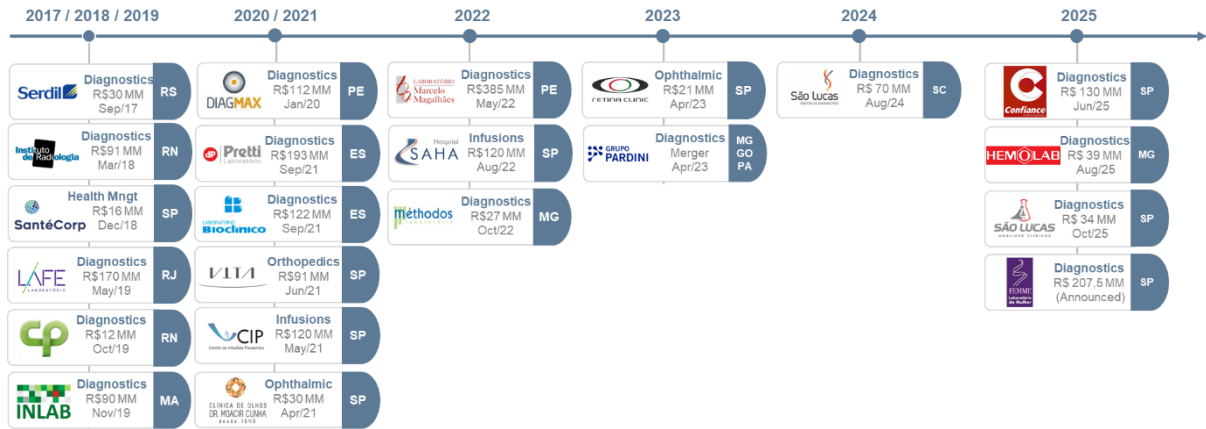 2017 / 2018 / 2019
2020 / 2021
2022
2023
2024
2025
Serdil
Diagnostics
R$30 MM
Sep/17
RS
Instituto
de Radiologia
Diagnostics
R$91 MM
Mar/18
RN
SantéCorp
Health Mngt
R$16 MM
Dec/18
SP
LAFE
LABORATÓRIO
Diagnostics
R$170 MM
May/19
RJ
cp
Diagnostics
R$12 MM
Oct/19
RN
INLAB
Diagnostics
R$90 MM
Nov/19
MA
DIAGMAX
Diagnostics
R$112 MM
Jan/20
PE
dP Pretti
Laboratório
Diagnostics
R$193 MM
Sep/21
ES
LABORATÓRIO
BIOCLÍNICO
Diagnostics
R$122 MM
Sep/21
ES
VITA
Orthopedics
R$91 MM
Jun/21
SP
CIP
Infusions
R$120 MM
May/21
SP
CLINICA DE OLHOS
DR. MOACIR CUNHA
desde 1940
Ophthalmic
R$30 MM
Apr/21
SP
LABORATÓRIO
Marcelo
Magalhães
Diagnostics
R$385 MM
May/22
PE
Hospital
SAHA
Infusions
R$120 MM
Aug/22
SP
méthodos
Diagnostics
R$27 MM
Oct/22
MG
RETINA CLINIC
Ophthalmic
R$21 MM
Apr/23
SP
GRUPO
PARDINI
Diagnostics
Merger
Apr/23
MG
GO
PA
São Lucas
CENTRO DE DIAGNÓSTICO
Diagnostics
R$ 70 MM
Aug/24
SC
Confiance
Diagnostics
R$ 130 MM
Jun/25
SP
HEMOLAB
Diagnostics
R$ 39 MM
Aug/25
MG
SÃO LUCAS
ANÁLISES CLÍNICAS
Diagnostics
R$ 34 MM
Oct/25
SP
FEMME
Laboratório
da Mulher
Diagnostics
R$ 207,5 MM
(Announced)
SP